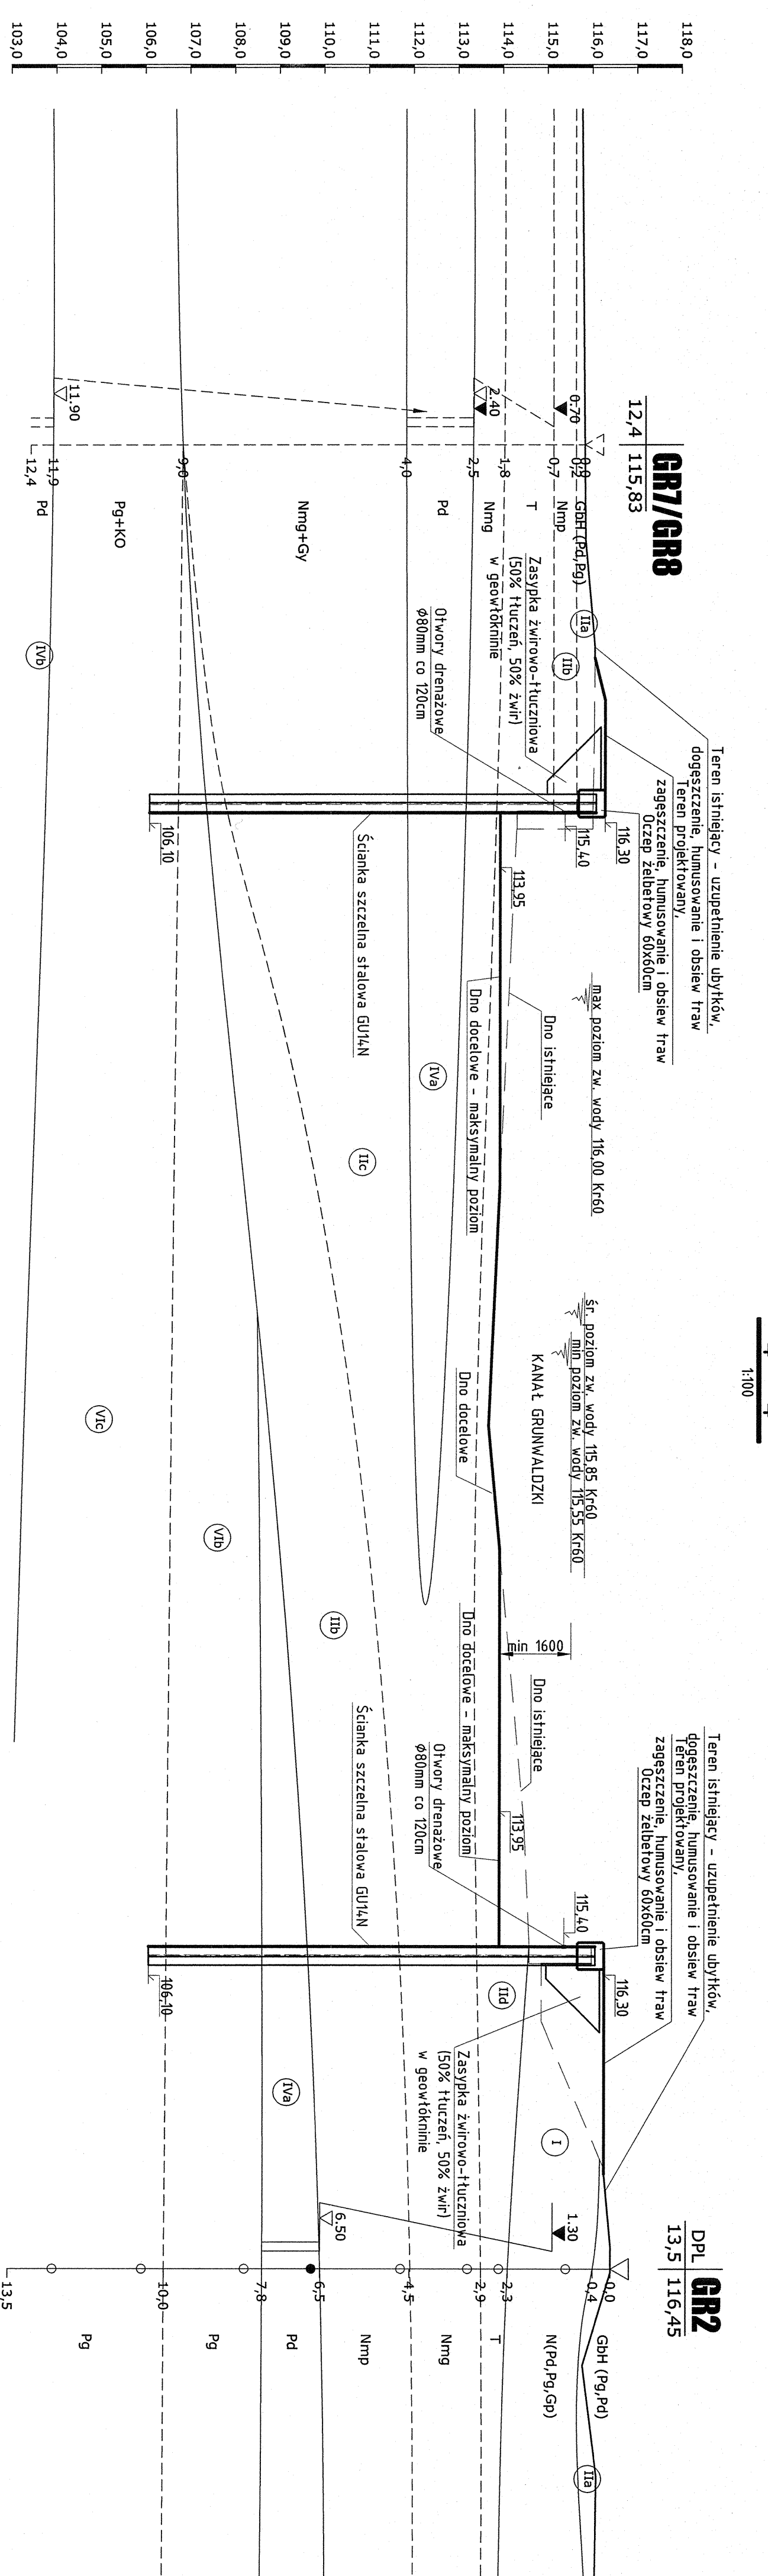 118,0
117,0
116,0
115,0
114,0
113,0
112,0
111,0
110,0
109,0
108,0
107,0
106,0
105,0
104,0
103,0
GR7/GR8
12,4 115,83
0.70
2.40
11.90
0,0
0,2
0,7
1,8
2,5
4,0
9,0
11,9
12,4
GbH (Pd,Pg)
Nmp
T
Nmg
Pd
Nmg+Gy
Pg+KO
Pd
IIa
IIb
IVb
Zasypka żwirowo-tłuczniowa
(50% tłuczeń, 50% żwir)
w geowłókninie
Otwory drenażowe
ϕ80mm co 120cm
Teren istniejący - uzupełnienie ubytków,
dogęszczenie, humusowanie i obsiew traw
Teren projektowany,
zagęszczenie, humusowanie i obsiew traw
Oczep żelbetowy 60x60cm
116,30
115,40
113,95
106,10
Ścianka szczelna stalowa GU14N
max poziom zw. wody 116,00 Kr60
Dno istniejące
Dno docelowe - maksymalny poziom
IVa
IIc
1:100
śr. poziom zw. wody 115,85 Kr60
min poziom zw. wody 115,55 Kr60
KANAŁ GRUNWALDZKI
Dno docelowe
VIc
VIb
IIb
min 1600
Dno istniejące
Dno docelowe - maksymalny poziom
Otwory drenażowe
ϕ80mm co 120cm
Ścianka szczelna stalowa GU14N
113,95
115,40
Teren istniejący - uzupełnienie ubytków,
dogęszczenie, humusowanie i obsiew traw
Teren projektowany,
zagęszczenie, humusowanie i obsiew traw
Oczep żelbetowy 60x60cm
116,30
106,10
IId
IVa
I
Zasypka żwirowo-tłuczniowa
(50% tłuczeń, 50% żwir)
w geowłókninie
GR2
DPL
13,5 116,45
1.30
6.50
0,0
0,4
2,3
2,9
4,5
6,5
7,8
10,0
13,5
GbH (Pg,Pd)
N(Pd,Pg,Gp)
T
Nmg
Nmp
Pd
Pg
Pg
IIa